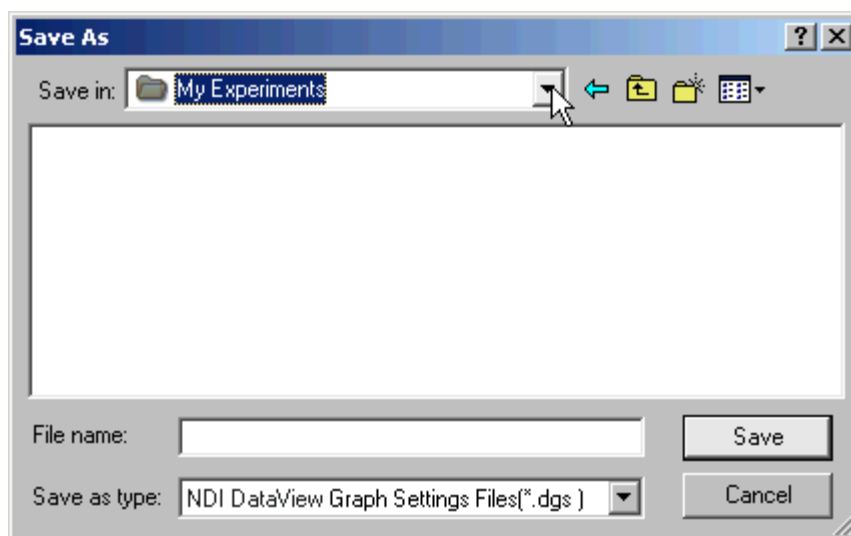 Save As
Save in: My Experiments
File name:
Save
Save as type: NDI DataView Graph Settings Files(*.dgs )
Cancel